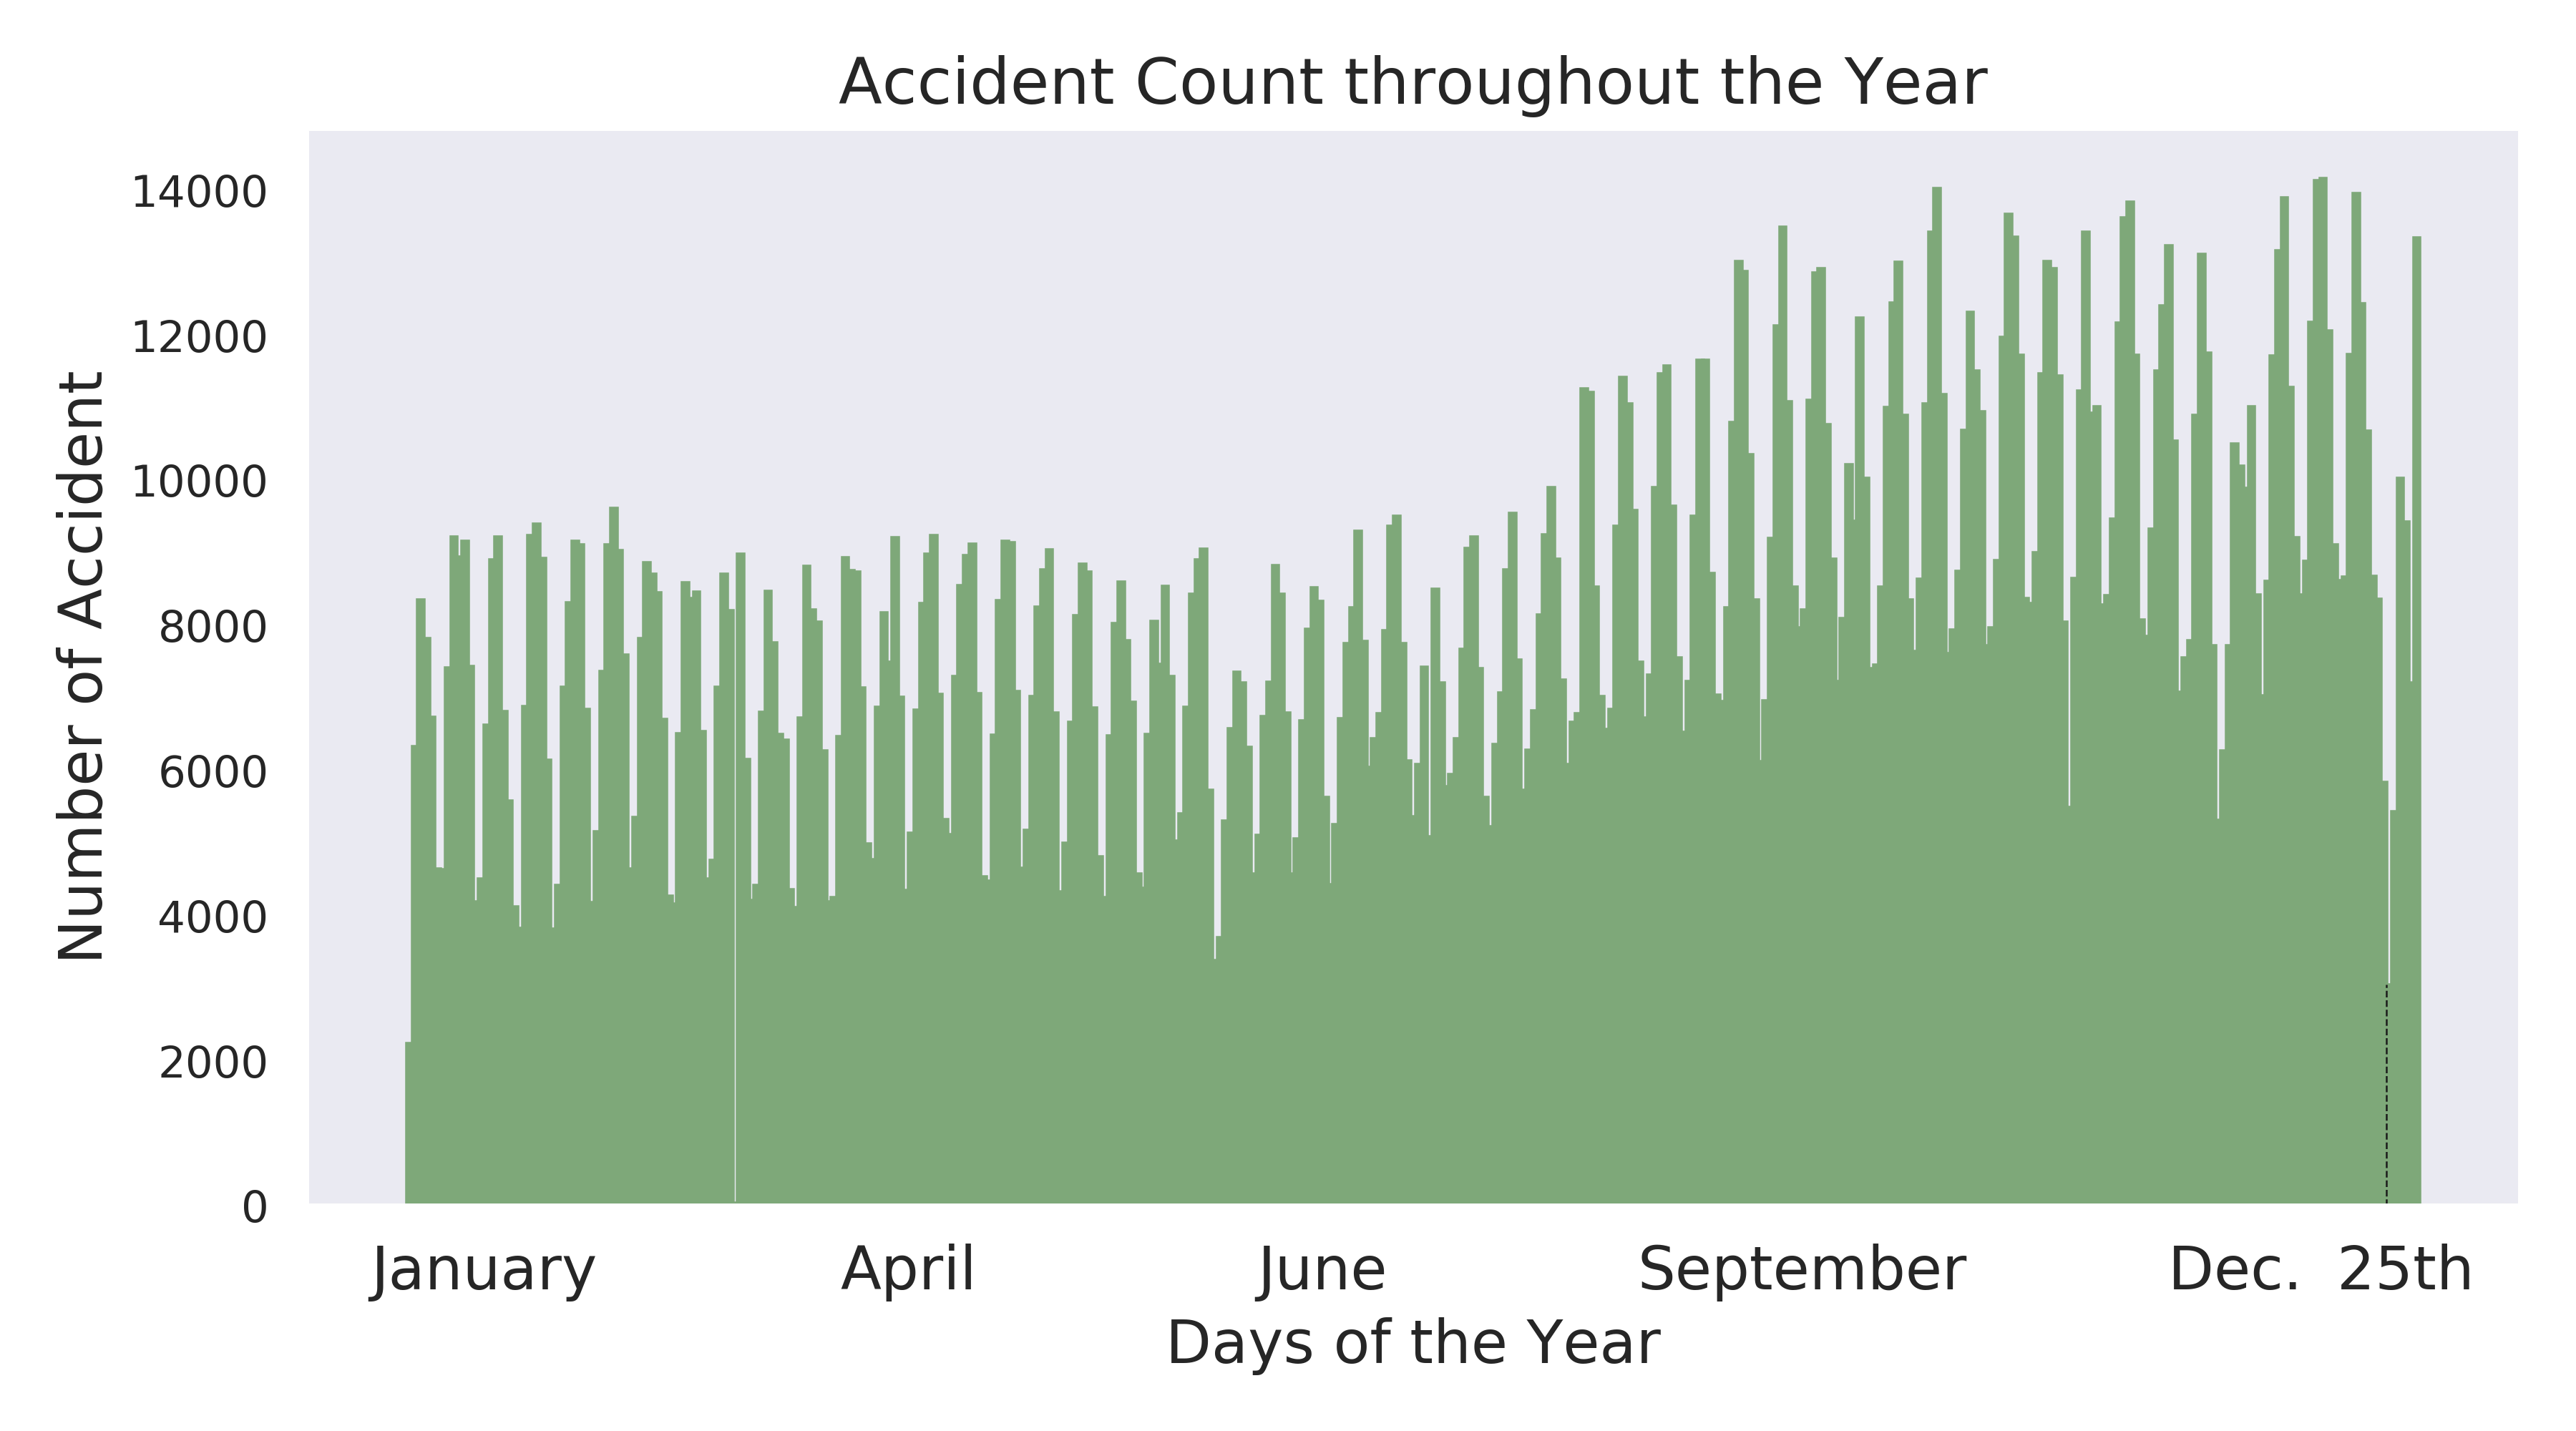 Accident Count throughout the Year
Number of Accident
14000
12000
10000
8000
6000
4000
2000
0
January April June September Dec. 25th
Days of the Year